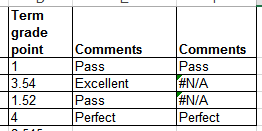 Term
grade
point Comments Comments
1 Pass Pass
3.54 Excellent #N/A
1.52 Pass #N/A
4 Perfect Perfect